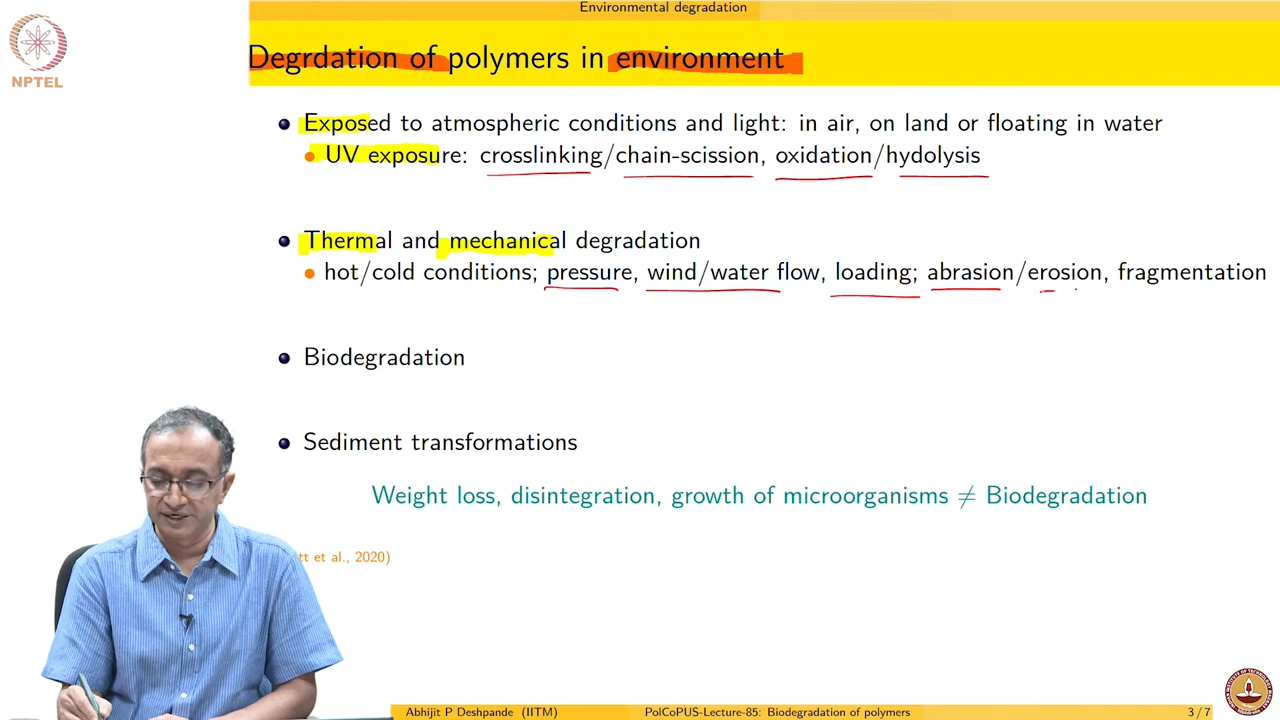 Environmental degradation
NPTEL
Degrdation of polymers in environment
Exposed to atmospheric conditions and light: in air, on land or floating in water
UV exposure: crosslinking/chain-scission, oxidation/hydolysis
Thermal and mechanical degradation
hot/cold conditions; pressure, wind/water flow, loading; abrasion/erosion, fragmentation
Biodegradation
Sediment transformations
Weight loss, disintegration, growth of microorganisms ≠ Biodegradation
et al., 2020)
Abhijit P Deshpande (IITM) PolCoPUS-Lecture-85: Biodegradation of polymers 3 / 7